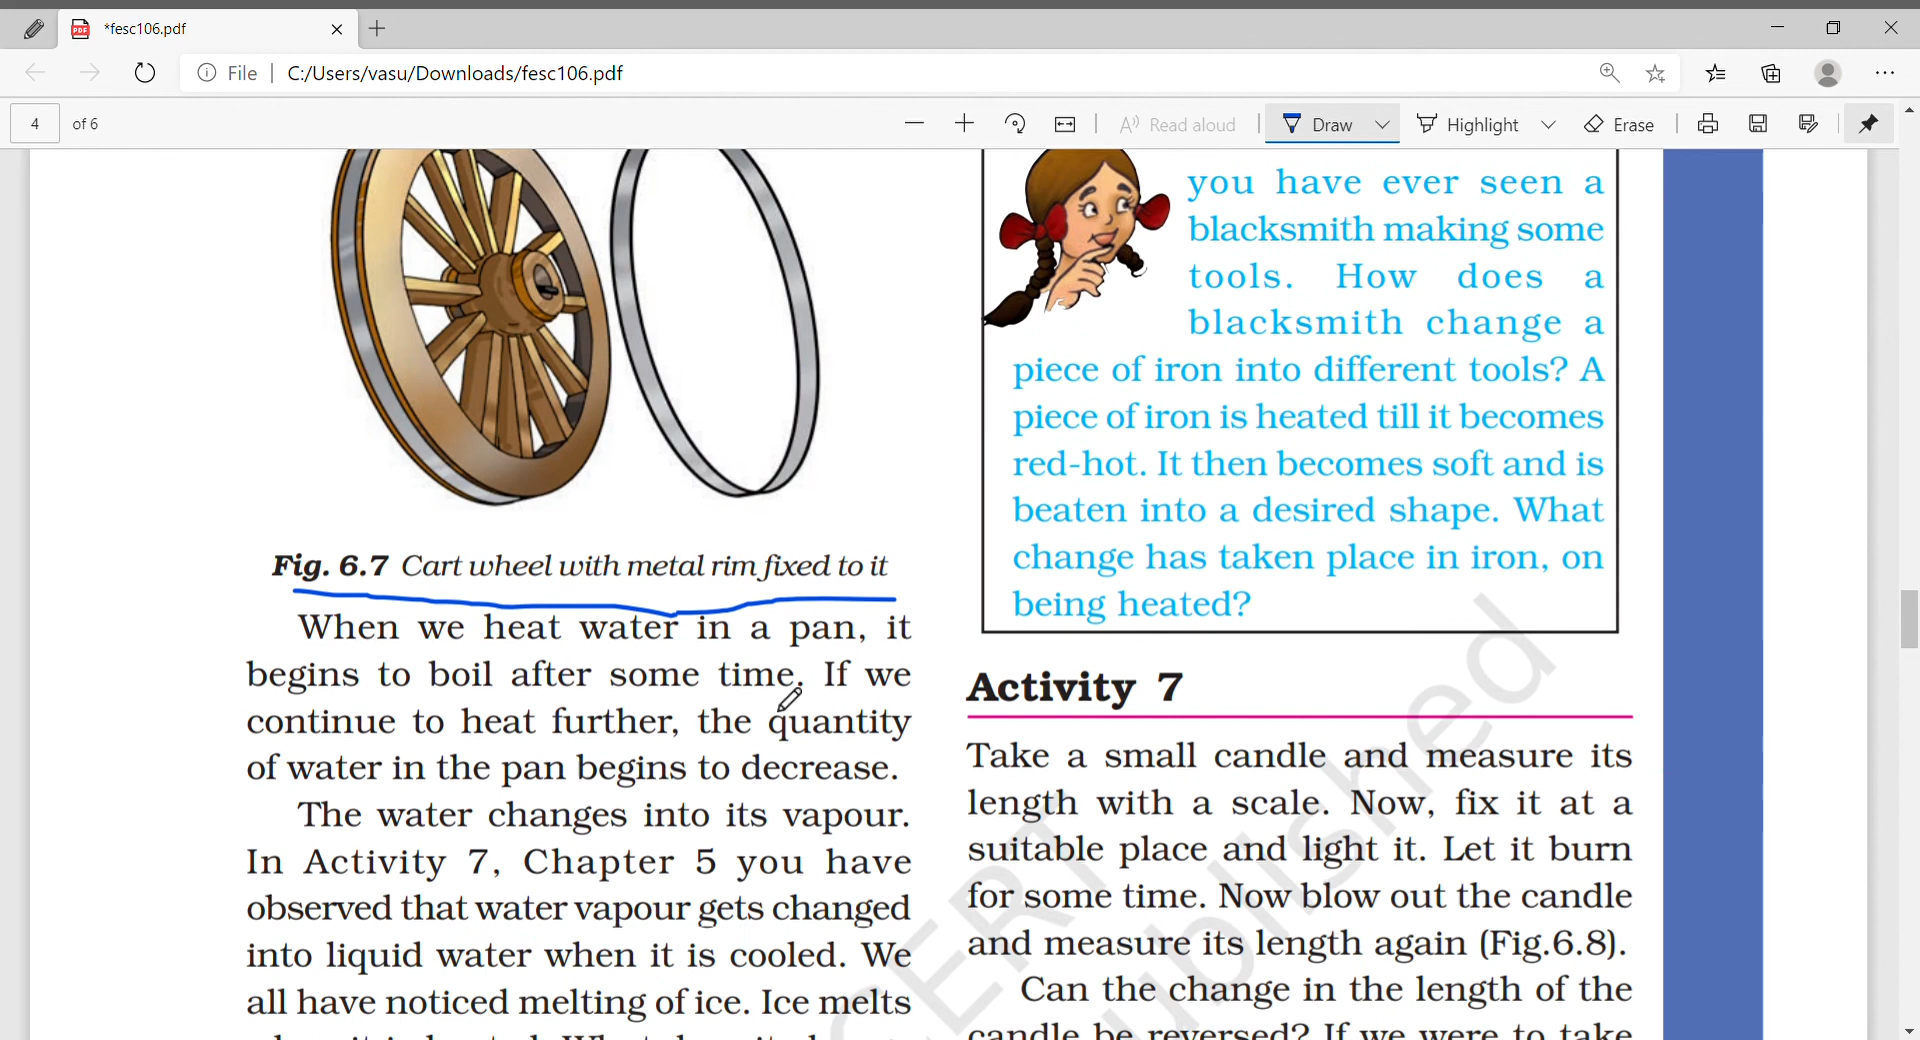 *fesc106.pdf
File
C:/Users/vasu/Downloads/fesc106.pdf
4
of 6
Read aloud
Draw
Highlight
Erase
Fig. 6.7 Cart wheel with metal rim fixed to it
When we heat water in a pan, it
begins to boil after some time. If we
continue to heat further, the quantity
of water in the pan begins to decrease.
The water changes into its vapour.
In Activity 7, Chapter 5 you have
observed that water vapour gets changed
into liquid water when it is cooled. We
all have noticed melting of ice. Ice melts
you have ever seen a
blacksmith making some
tools. How does a
blacksmith change a
piece of iron into different tools? A
piece of iron is heated till it becomes
red-hot. It then becomes soft and is
beaten into a desired shape. What
change has taken place in iron, on
being heated?
Activity 7
Take a small candle and measure its
length with a scale. Now, fix it at a
suitable place and light it. Let it burn
for some time. Now blow out the candle
and measure its length again (Fig.6.8).
Can the change in the length of the
candle be reversed? If we were to take